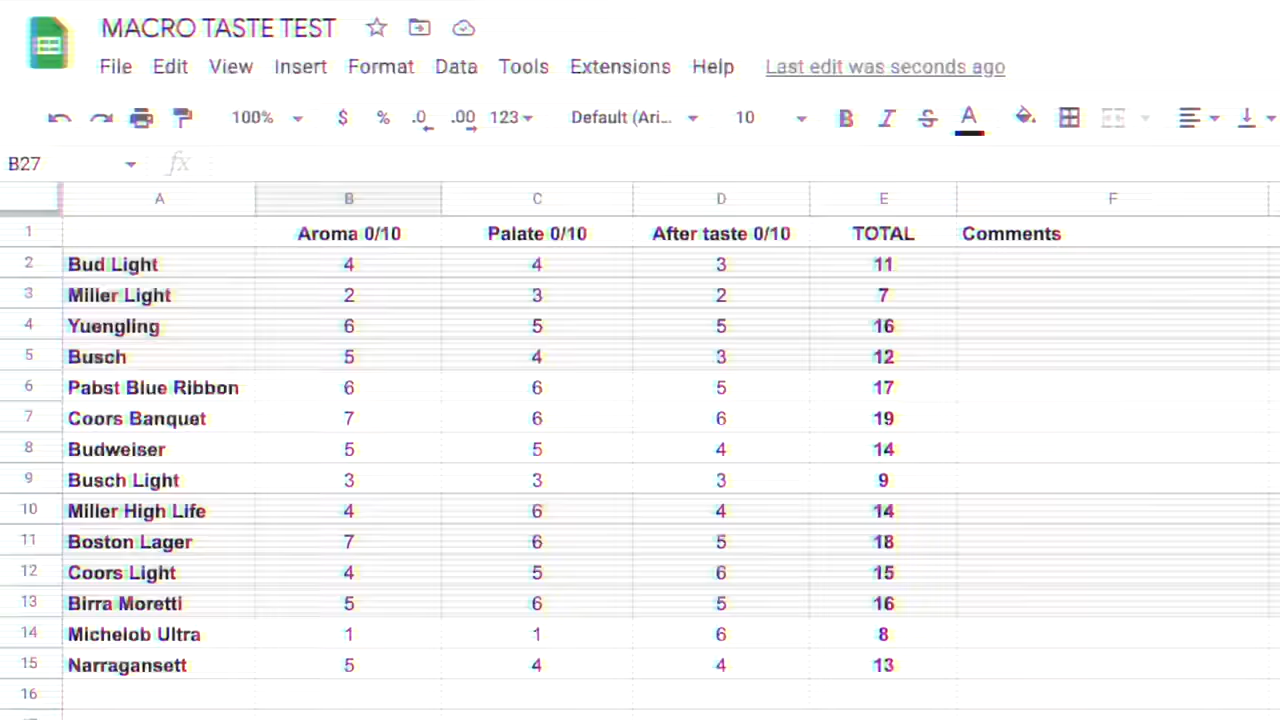 MACRO TASTE TEST
File Edit View Insert Format Data Tools Extensions Help Last edit was seconds ago
100% $ % .0 .00 123 Default (Ari... 10 B I S A
B27 fx
A B C D E F
1 Aroma 0/10 Palate 0/10 After taste 0/10 TOTAL Comments
2 Bud Light 4 4 3 11
3 Miller Light 2 3 2 7
4 Yuengling 6 5 5 16
5 Busch 5 4 3 12
6 Pabst Blue Ribbon 6 6 5 17
7 Coors Banquet 7 6 6 19
8 Budweiser 5 5 4 14
9 Busch Light 3 3 3 9
10 Miller High Life 4 6 4 14
11 Boston Lager 7 6 5 18
12 Coors Light 4 5 6 15
13 Birra Moretti 5 6 5 16
14 Michelob Ultra 1 1 6 8
15 Narragansett 5 4 4 13
16